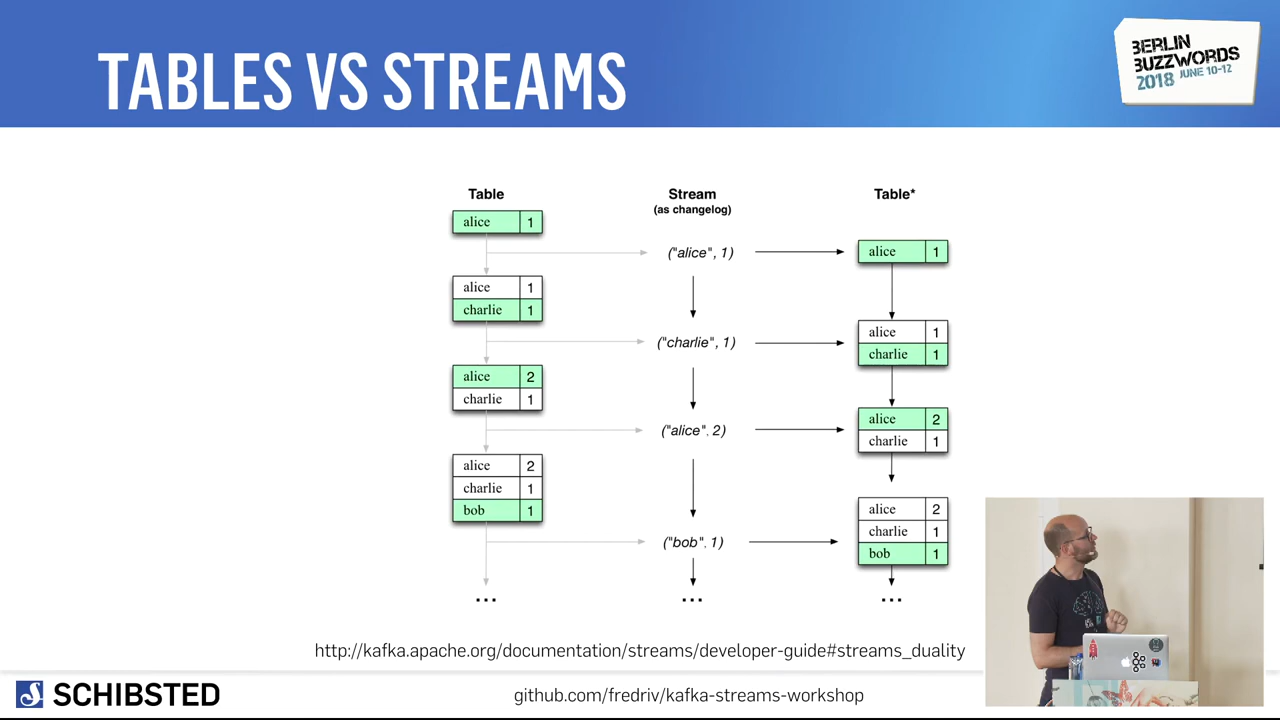 TABLES VS STREAMS
BERLIN
BUZZWORDS
2018 JUNE 10-12
Table
Stream
(as changelog)
Table*
alice 1
("alice", 1)
alice 1
alice 1
charlie 1
("charlie", 1)
alice 1
charlie 1
alice 2
charlie 1
("alice". 2)
alice 2
charlie 1
alice 2
charlie 1
bob 1
("bob". 1)
alice 2
charlie 1
bob 1
...
...
...
http://kafka.apache.org/documentation/streams/developer-guide#streams_duality
SCHIBSTED
github.com/fredriv/kafka-streams-workshop